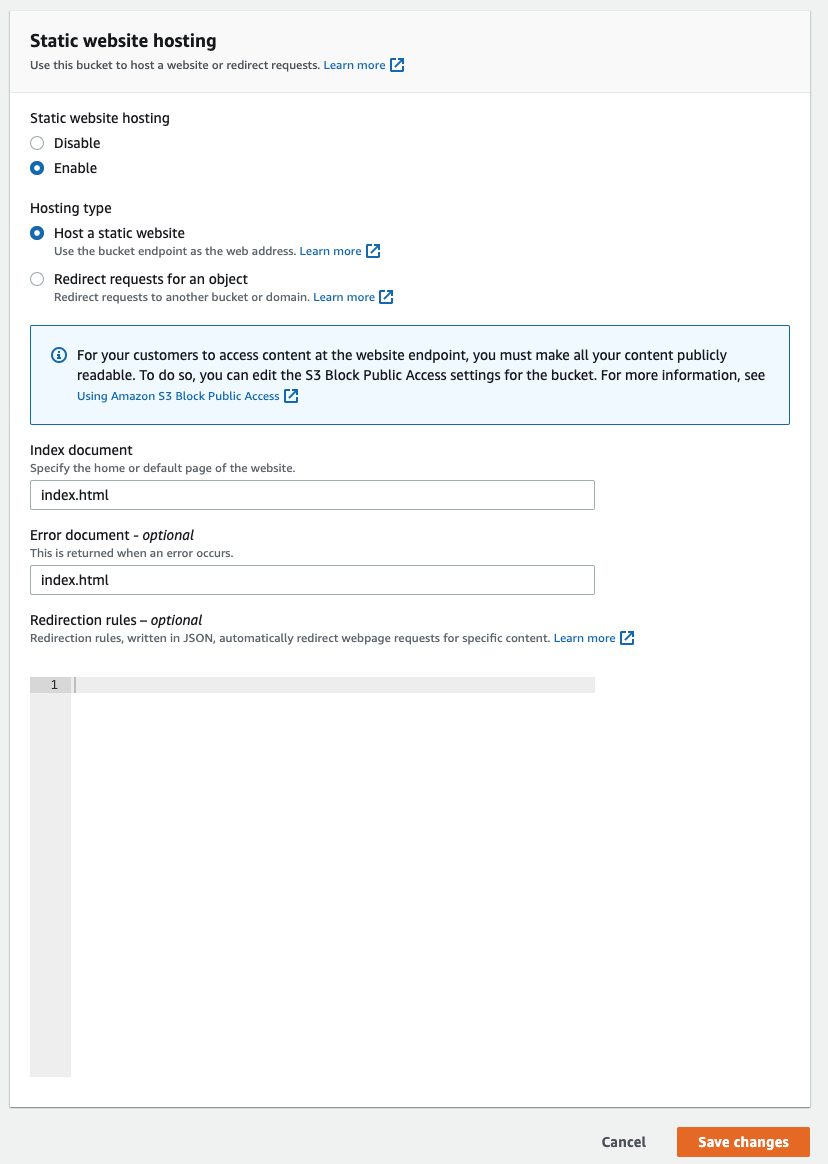 Static website hosting
Use this bucket to host a website or redirect requests. Learn more
Static website hosting
Disable
Enable
Hosting type
Host a static website
Use the bucket endpoint as the web address. Learn more
Redirect requests for an object
Redirect requests to another bucket or domain. Learn more
For your customers to access content at the website endpoint, you must make all your content publicly
readable. To do so, you can edit the S3 Block Public Access settings for the bucket. For more information, see
Using Amazon S3 Block Public Access
Index document
Specify the home or default page of the website.
index.html
Error document - optional
This is returned when an error occurs.
index.html
Redirection rules – optional
Redirection rules, written in JSON, automatically redirect webpage requests for specific content. Learn more
1
Cancel
Save changes